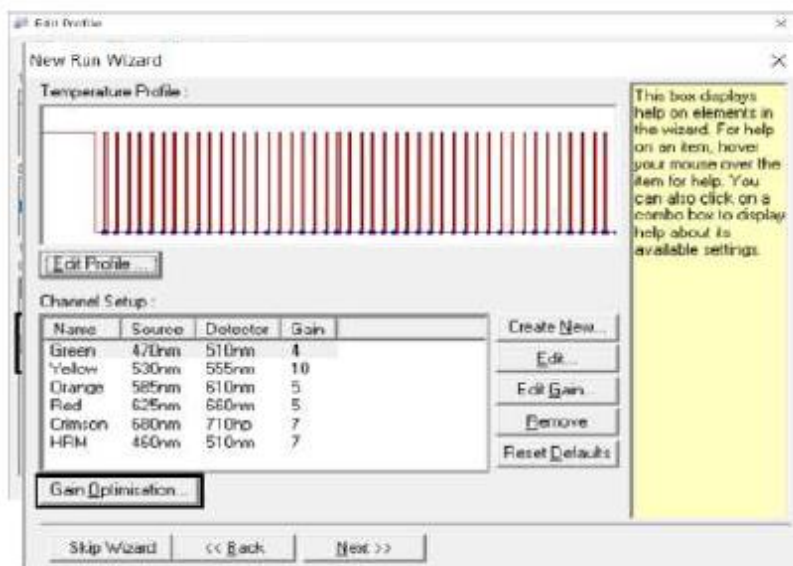 Edit Profile
New Run Wizard
Temperature Profile :
This box displays
help on elements in
the wizard. For help
on an item, hover
your mouse over the
item for help. You
can also click on a
combo box to display
help about its
available settings.
Edit Profile ...
Channel Setup :
Name Source Detector Gain
Green 470nm 510nm 4
Yellow 530nm 555nm 10
Orange 585nm 610nm 5
Red 625nm 660nm 5
Crimson 680nm 710hp 7
HRM 460nm 510nm 7
Create New...
Edit...
Edit Gain...
Remove
Reset Defaults
Gain Optimisation...
Skip Wizard << Back Next >>